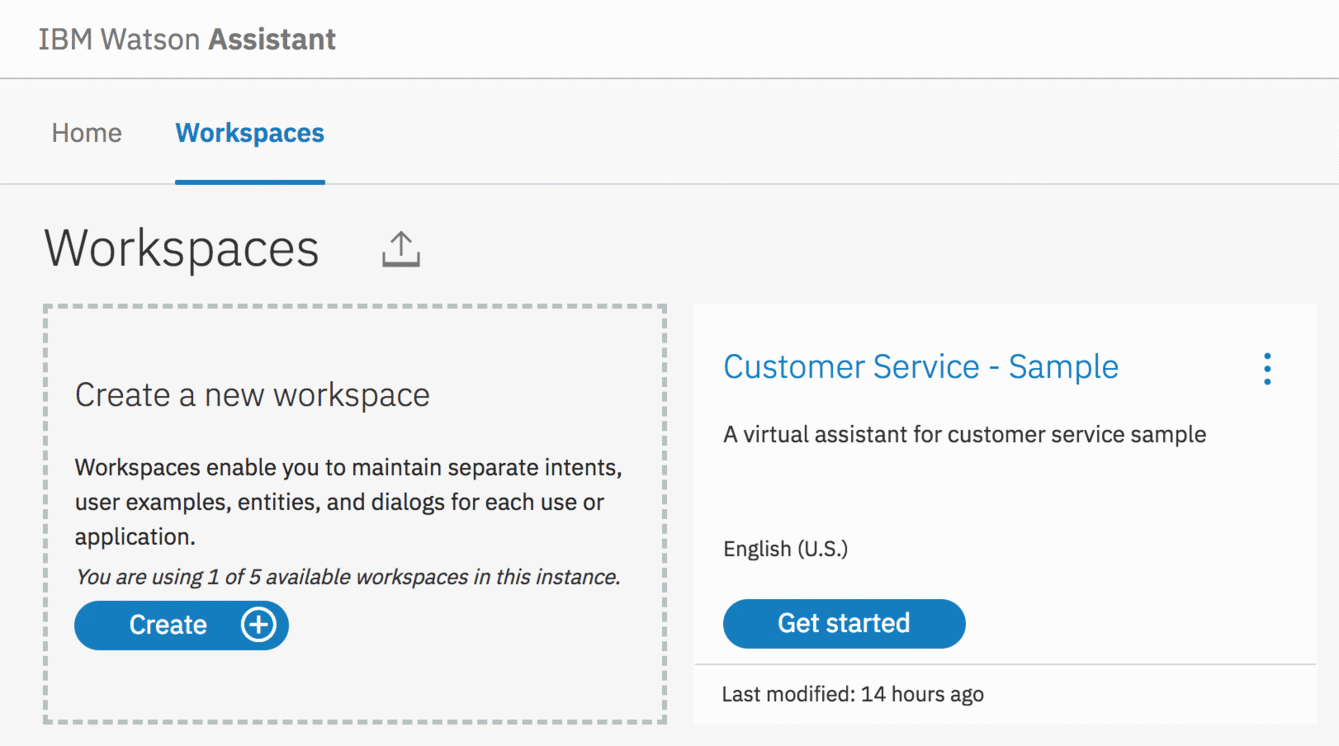 IBM Watson Assistant
Home Workspaces
Workspaces
Create a new workspace
Workspaces enable you to maintain separate intents,
user examples, entities, and dialogs for each use or
application.
You are using 1 of 5 available workspaces in this instance.
Create
Customer Service - Sample
A virtual assistant for customer service sample
English (U.S.)
Get started
Last modified: 14 hours ago